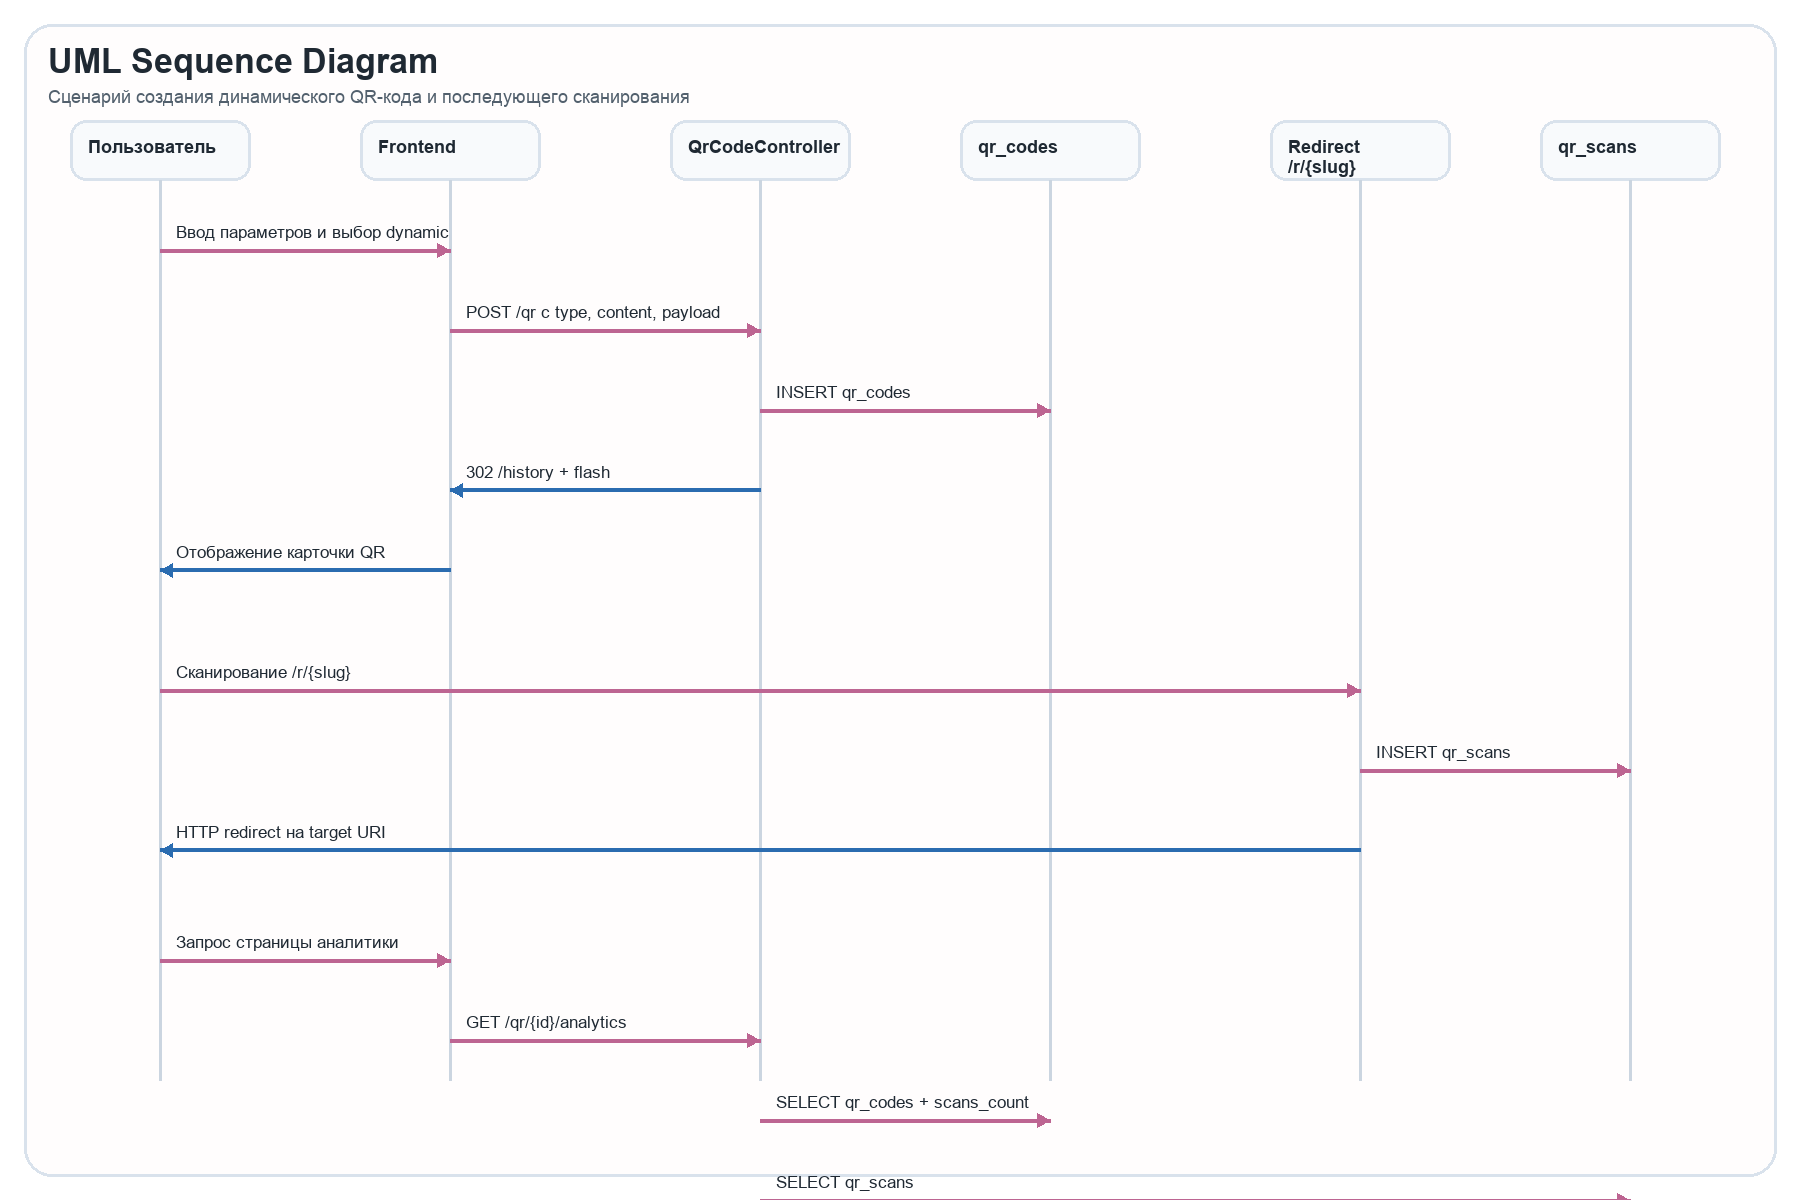 UML Sequence Diagram
Сценарий создания динамического QR-кода и последующего сканирования
Пользователь
Frontend
QrCodeController
qr_codes
Redirect
/r/{slug}
qr_scans
Ввод параметров и выбор dynamic
POST /qr с type, content, payload
INSERT qr_codes
302 /history + flash
Отображение карточки QR
Сканирование /r/{slug}
INSERT qr_scans
HTTP redirect на target URI
Запрос страницы аналитики
GET /qr/{id}/analytics
SELECT qr_codes + scans_count
SELECT qr_scans